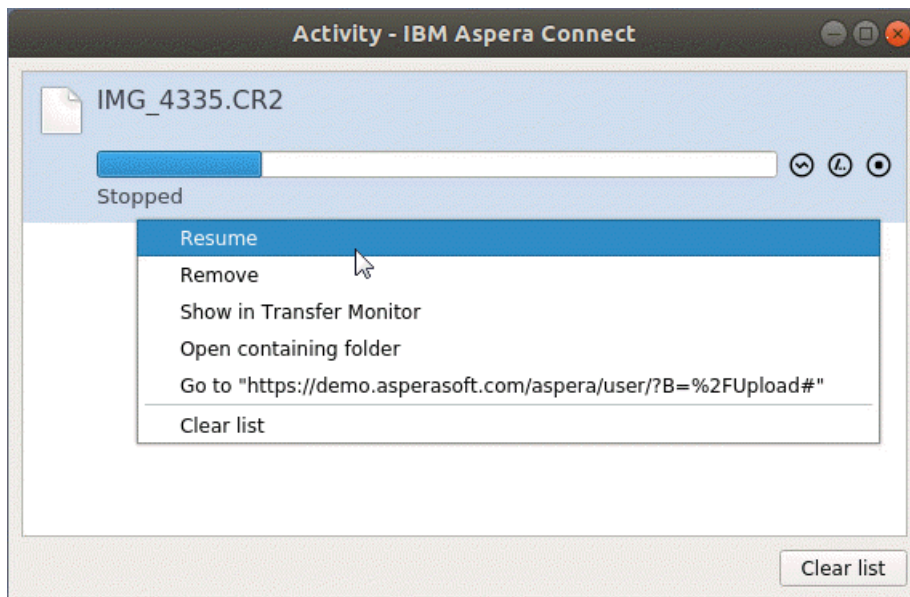 Activity - IBM Aspera Connect
IMG_4335.CR2
Stopped
Resume
Remove
Show in Transfer Monitor
Open containing folder
Go to "https://demo.asperasoft.com/aspera/user/?B=%2FUpload#"
Clear list
Clear list